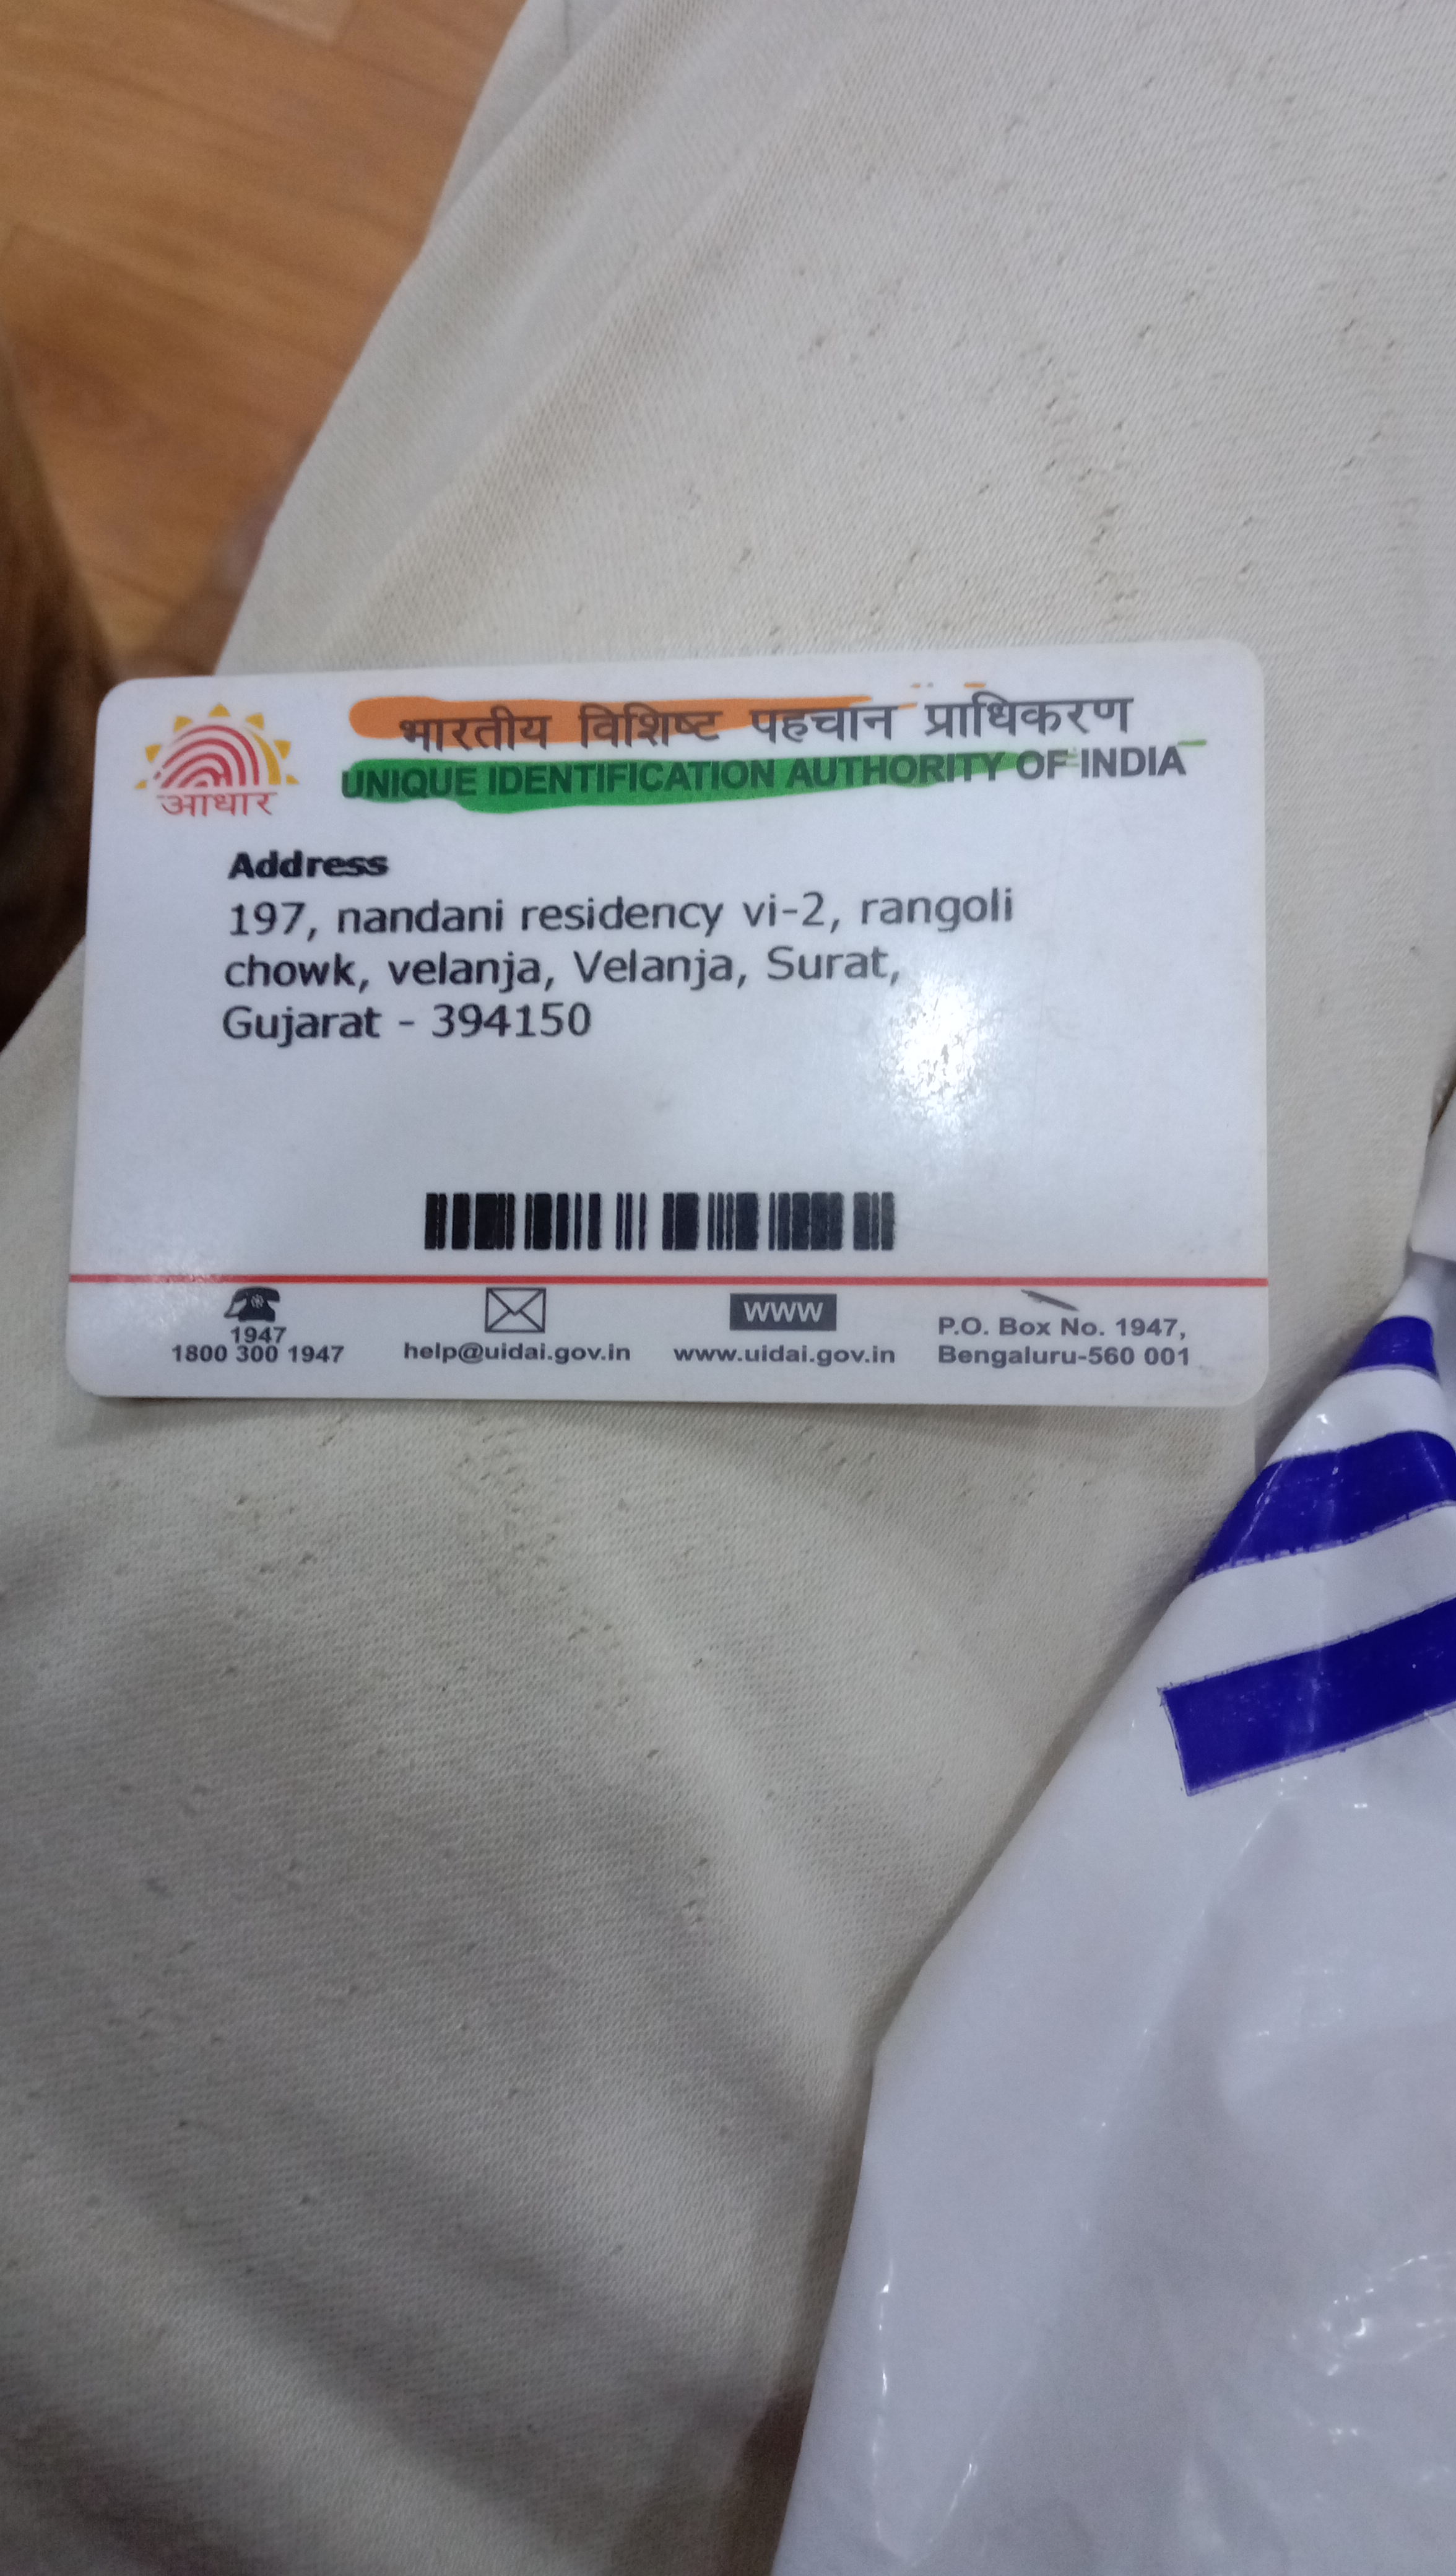 भारतीय विशिष्ट पहचान प्राधिकरण
UNIQUE IDENTIFICATION AUTHORITY OF INDIA
आधार
Address
197, nandani residency vi-2, rangoli
chowk, velanja, Velanja, Surat,
Gujarat - 394150
1947
1800 300 1947
help@uidai.gov.in
WWW
www.uidai.gov.in
P.O. Box No. 1947,
Bengaluru-560 001